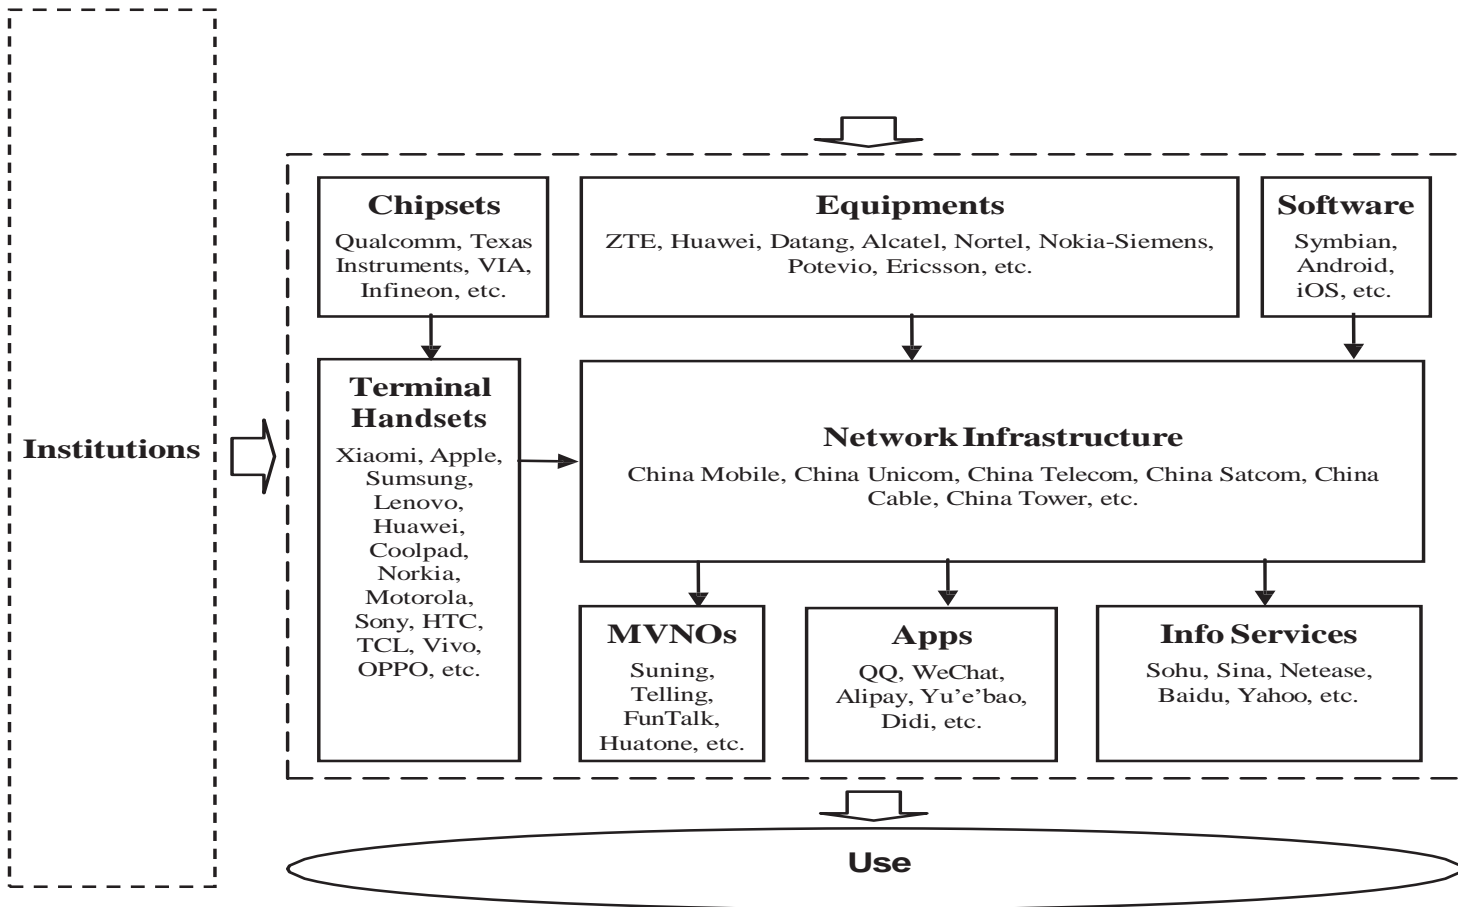 Chipsets
Qualcomm, Texas
Instruments, VIA,
Infineon, etc.
Equipments
ZTE, Huawei, Datang, Alcatel, Nortel, Nokia-Siemens,
Potevio, Ericsson, etc.
Software
Symbian,
Android,
iOS, etc.
Institutions
Terminal
Handsets
Xiaomi, Apple,
Sumsung,
Lenovo,
Huawei,
Coolpad,
Norkia,
Motorola,
Sony, HTC,
TCL, Vivo,
OPPO, etc.
Network Infrastructure
China Mobile, China Unicom, China Telecom, China Satcom, China
Cable, China Tower, etc.
MVNOs
Suning,
Telling,
FunTalk,
Huatone, etc.
Apps
QQ, WeChat,
Alipay, Yu’e’bao,
Didi, etc.
Info Services
Sohu, Sina, Netease,
Baidu, Yahoo, etc.
Use